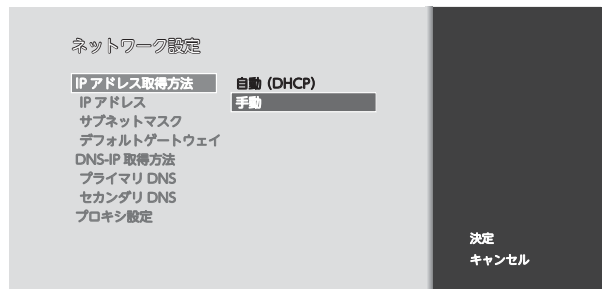 ネットワーク設定
IP アドレス取得方法
自動 (DHCP)
IP アドレス
手動
サブネットマスク
デフォルトゲートウェイ
DNS-IP 取得方法
プライマリ DNS
セカンダリ DNS
プロキシ設定
決定
キャンセル